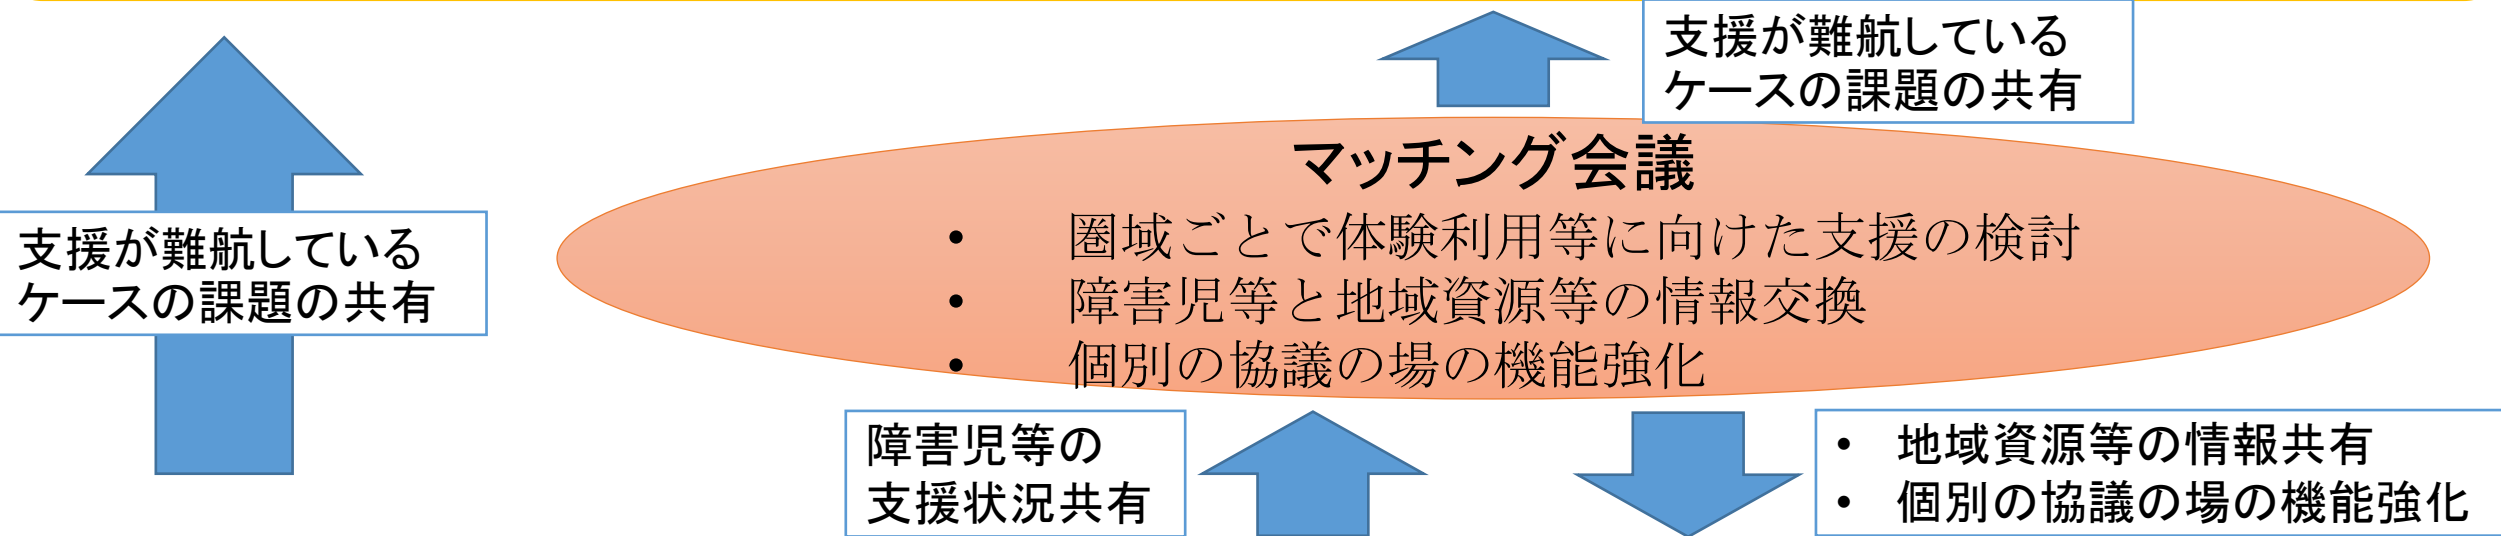 支援が難航している
ケースの課題の共有
マッチング会議
• 圏域ごとで体験利用等に向けた支援の検討
• 障害児等と地域資源等の情報交換
• 個別の協議の場の機能強化
支援が難航している
ケースの課題の共有
障害児等の
支援状況共有
• 地域資源等の情報共有
• 個別の協議の場の機能強化